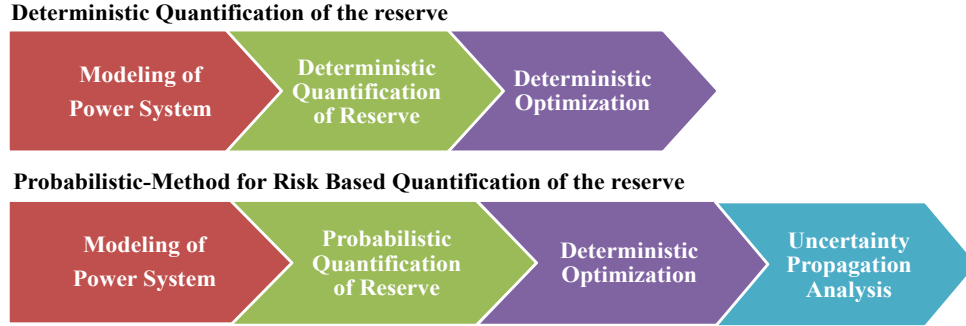 Deterministic Quantification of the reserve
Modeling of
Power System
Deterministic
Quantification
of Reserve
Deterministic
Optimization
Probabilistic-Method for Risk Based Quantification of the reserve
Modeling of
Power System
Probabilistic
Quantification
of Reserve
Deterministic
Optimization
Uncertainty
Propagation
Analysis